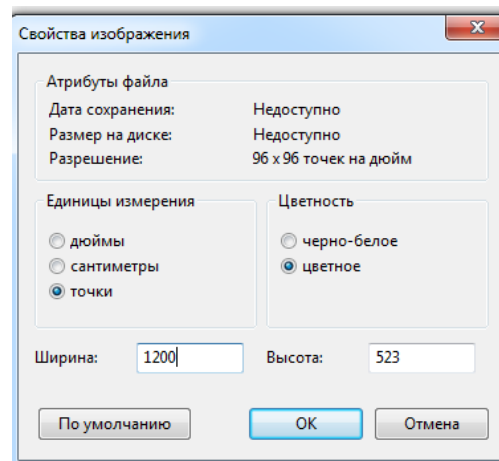 Свойства изображения
Атрибуты файла
Дата сохранения: Недоступно
Размер на диске: Недоступно
Разрешение: 96 x 96 точек на дюйм
Единицы измерения
дюймы
сантиметры
точки
Цветность
черно-белое
цветное
Ширина: 1200 Высота: 523
По умолчанию ОК Отмена